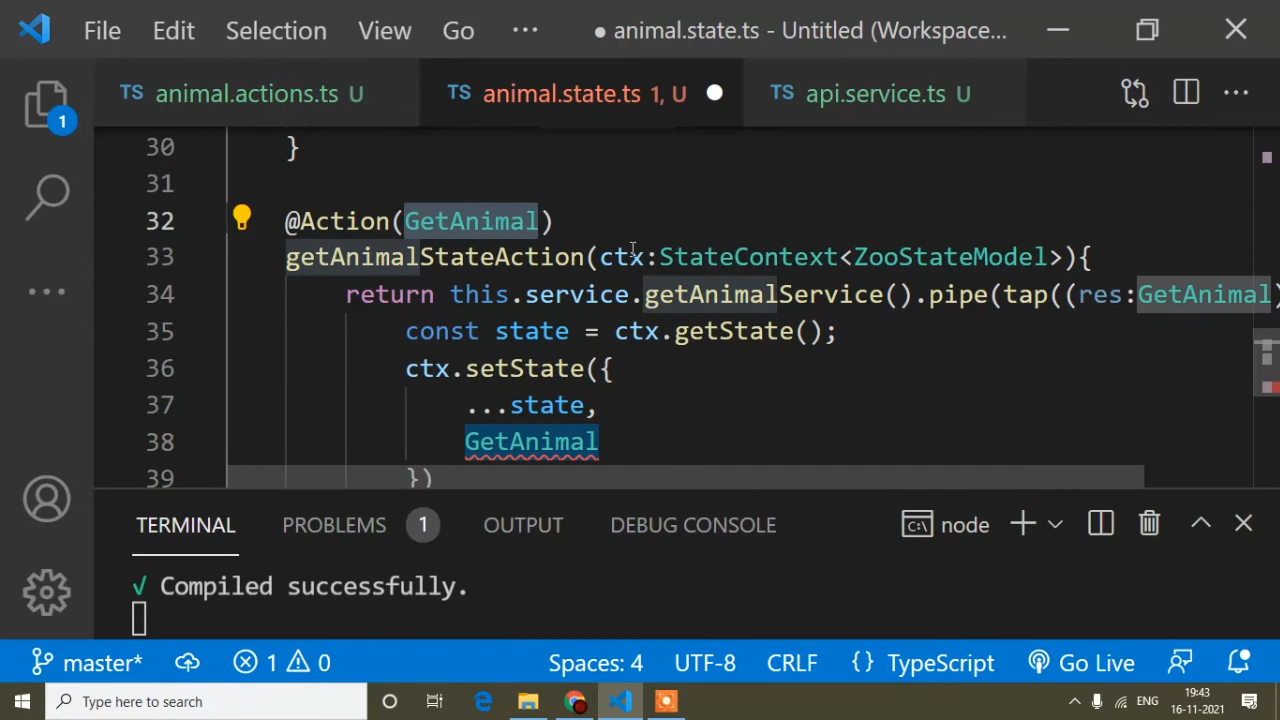 File Edit Selection View Go ··· ● animal.state.ts - Untitled (Workspace...
TS animal.actions.ts U TS animal.state.ts 1, U ● TS api.service.ts U ···
1
30 }
31
32 @Action(GetAnimal)
33 getAnimalStateAction(ctx:StateContext<ZooStateModel>){
34 return this.service.getAnimalService().pipe(tap((res:GetAnimal)
35 const state = ctx.getState();
36 ctx.setState({
37 ...state,
38 GetAnimal
39 })
TERMINAL PROBLEMS 1 OUTPUT DEBUG CONSOLE node
√ Compiled successfully.
master* 1 0 Spaces: 4 UTF-8 CRLF {} TypeScript Go Live
Type here to search ENG 19:43
16-11-2021